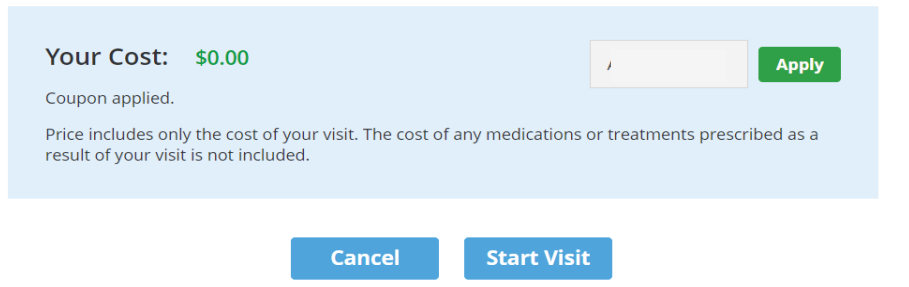 Your Cost: $0.00
Apply
Coupon applied.
Price includes only the cost of your visit. The cost of any medications or treatments prescribed as a
result of your visit is not included.
Cancel
Start Visit